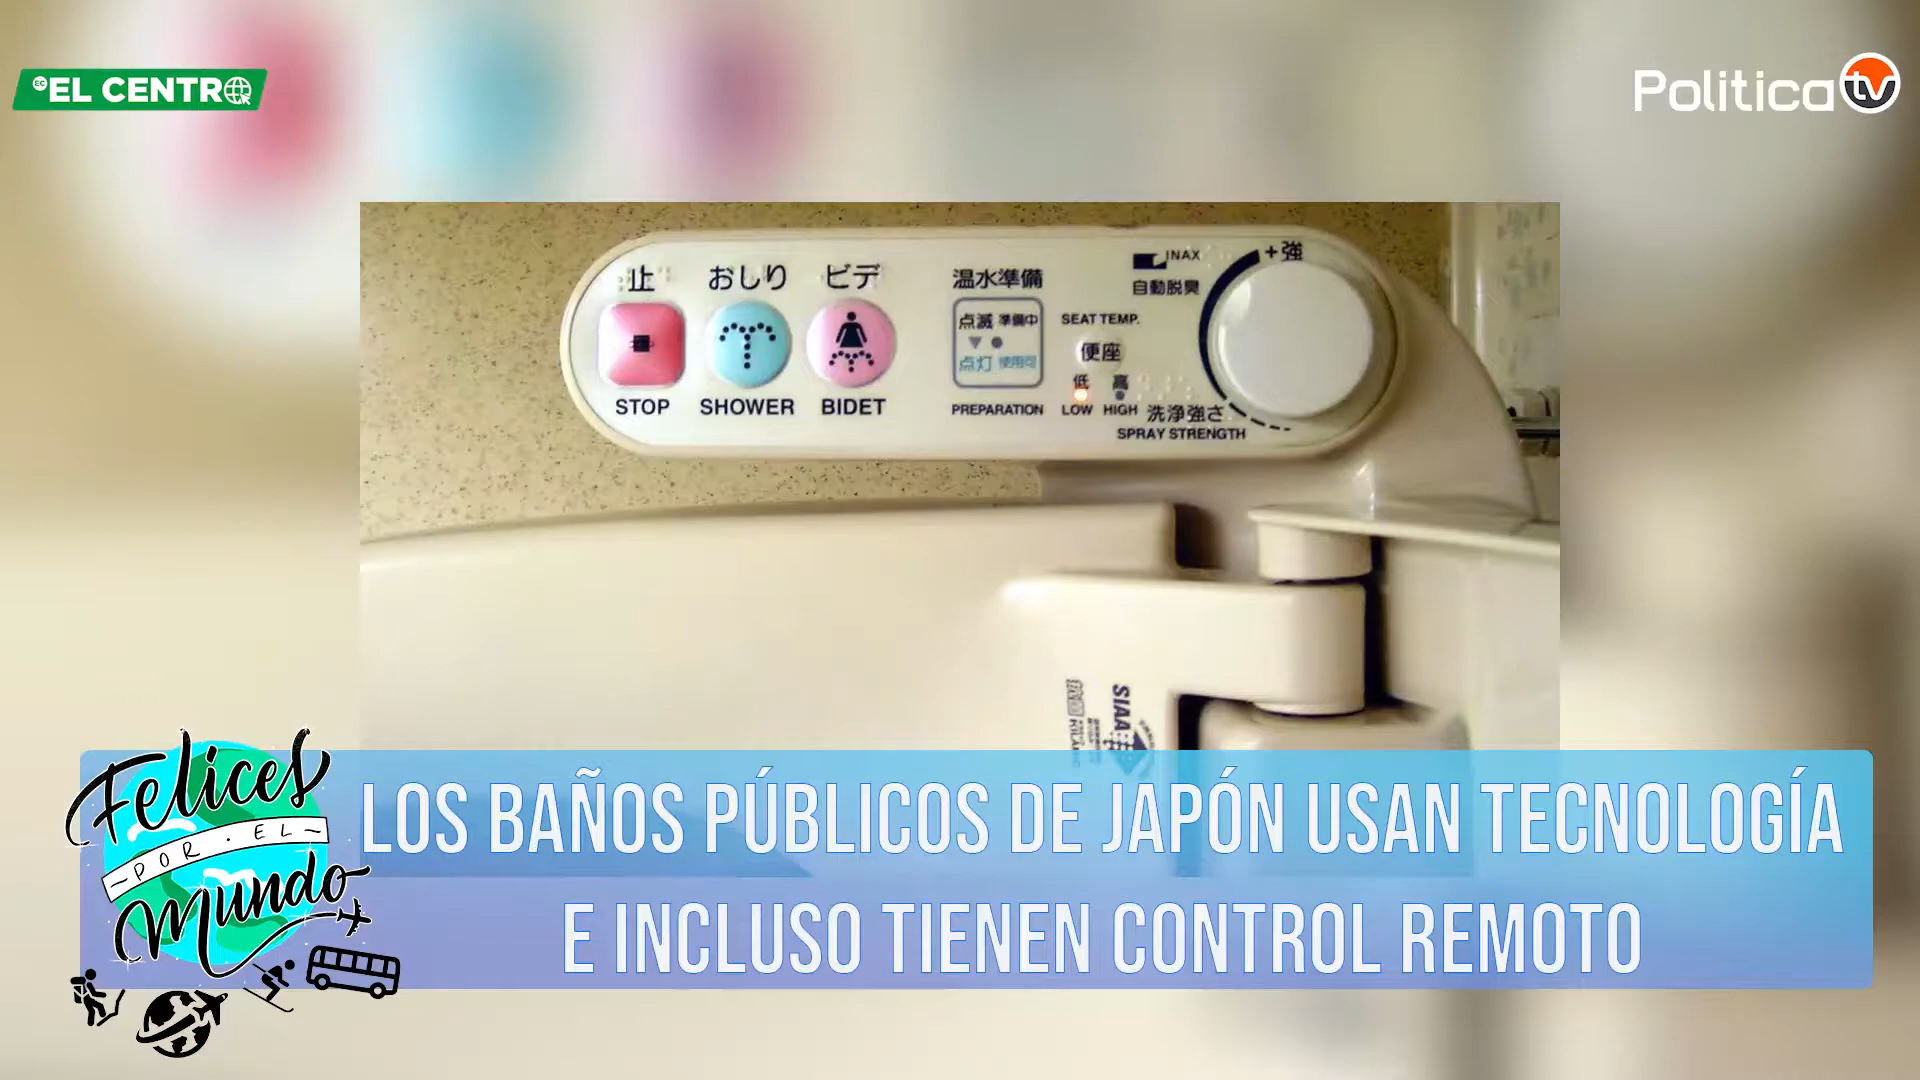 EC EL CENTRO
Politica tv
止 おしり ビデ
温水準備
点滅 準備中
点灯 使用可
STOP SHOWER BIDET
PREPARATION
INAX
自動脱臭
+強
SEAT TEMP.
便座
低 高
LOW HIGH
洗浄強さ
SPRAY STRENGTH
SIAA
Felices
POR EL
Mundo
LOS BAÑOS PÚBLICOS DE JAPÓN USAN TECNOLOGÍA
E INCLUSO TIENEN CONTROL REMOTO